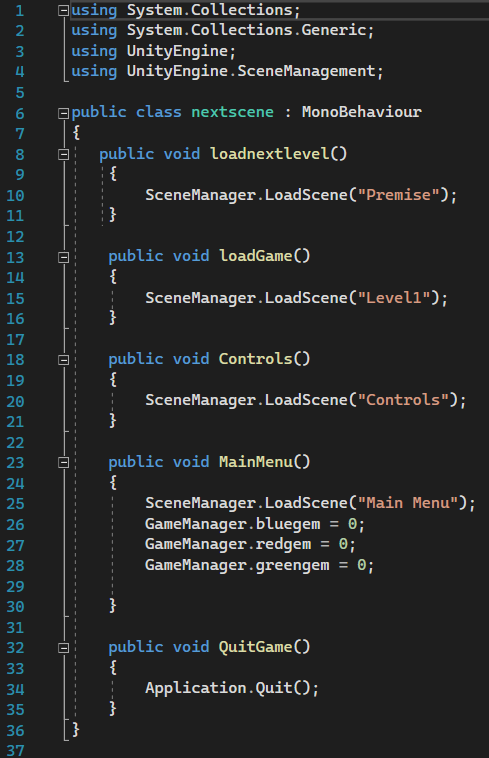 1 using System.Collections;
2 using System.Collections.Generic;
3 using UnityEngine;
4 using UnityEngine.SceneManagement;
5
6 public class nextscene : MonoBehaviour
7 {
8 public void loadnextlevel()
9 {
10 SceneManager.LoadScene("Premise");
11 }
12
13 public void loadGame()
14 {
15 SceneManager.LoadScene("Level1");
16 }
17
18 public void Controls()
19 {
20 SceneManager.LoadScene("Controls");
21 }
22
23 public void MainMenu()
24 {
25 SceneManager.LoadScene("Main Menu");
26 GameManager.bluegem = 0;
27 GameManager.redgem = 0;
28 GameManager.greengem = 0;
29
30 }
31
32 public void QuitGame()
33 {
34 Application.Quit();
35 }
36 }
37